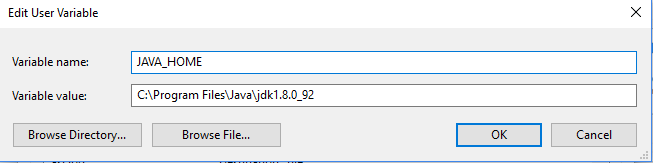 Edit User Variable
Variable name: JAVA_HOME
Variable value: C:\Program Files\Java\jdk1.8.0_92
Browse Directory... Browse File... OK Cancel